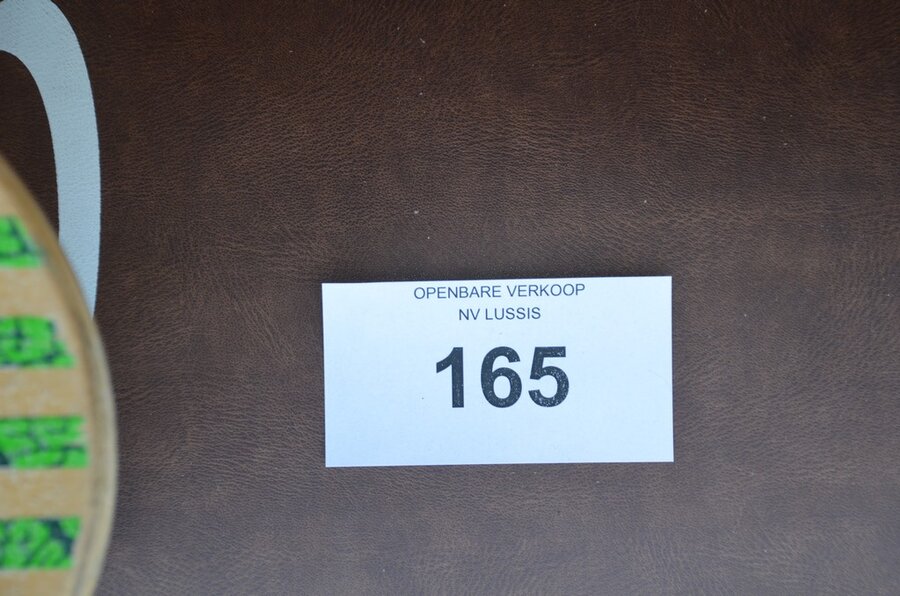 OPENBARE VERKOOP
NV LUSSIS
165